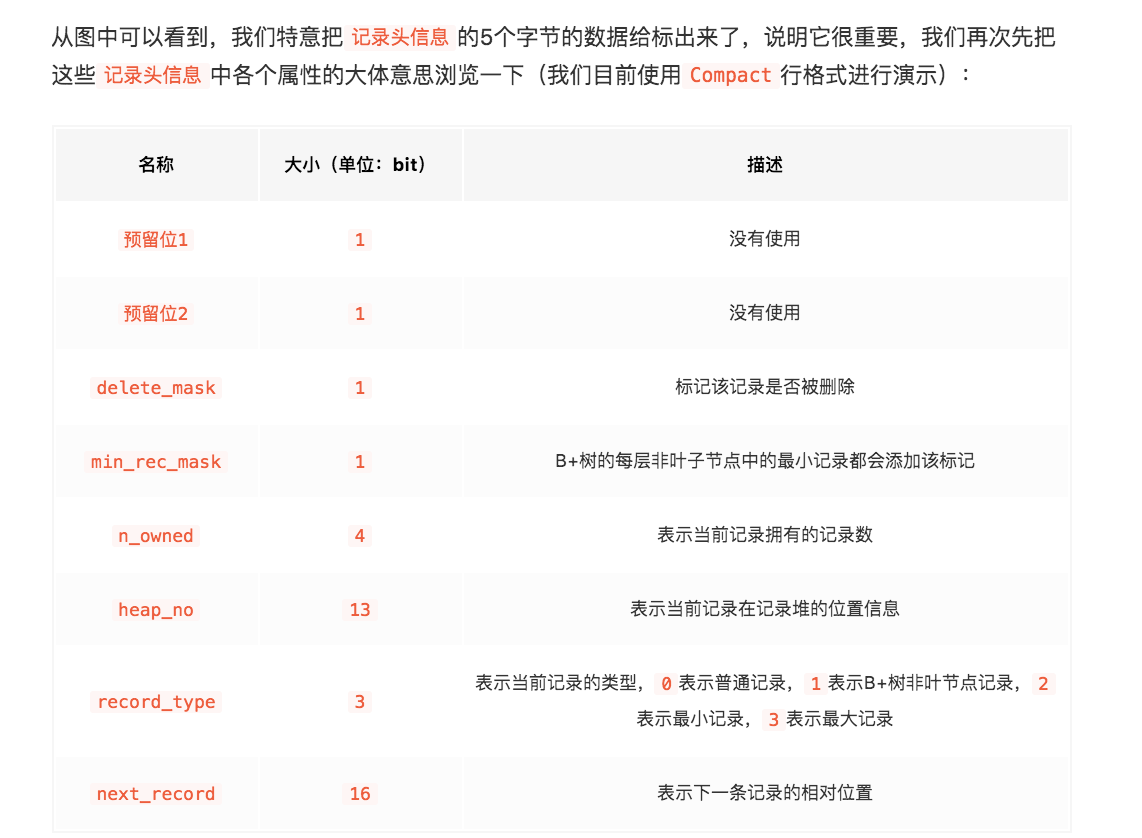 从图中可以看到，我们特意把 记录头信息 的5个字节的数据给标出来了，说明它很重要，我们再次先把
这些 记录头信息 中各个属性的大体意思浏览一下（我们目前使用 Compact 行格式进行演示）：
名称 大小（单位：bit） 描述
预留位1 1 没有使用
预留位2 1 没有使用
delete_mask 1 标记该记录是否被删除
min_rec_mask 1 B+树的每层非叶子节点中的最小记录都会添加该标记
n_owned 4 表示当前记录拥有的记录数
heap_no 13 表示当前记录在记录堆的位置信息
record_type 3 表示当前记录的类型， 0 表示普通记录， 1 表示B+树非叶节点记录， 2
表示最小记录， 3 表示最大记录
next_record 16 表示下一条记录的相对位置